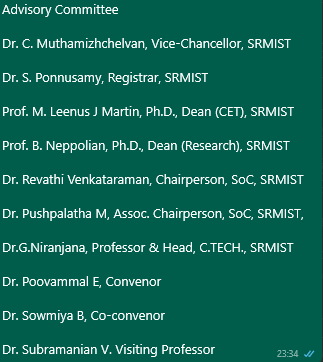 Advisory Committee
Dr. C. Muthamizhchelvan, Vice-Chancellor, SRMIST
Dr. S. Ponnusamy, Registrar, SRMIST
Prof. M. Leenus J Martin, Ph.D., Dean (CET), SRMIST
Prof. B. Neppolian, Ph.D., Dean (Research), SRMIST
Dr. Revathi Venkataraman, Chairperson, SoC, SRMIST
Dr. Pushpalatha M, Assoc. Chairperson, SoC, SRMIST,
Dr.G.Niranjana, Professor & Head, C.TECH., SRMIST
Dr. Poovammal E, Convenor
Dr. Sowmiya B, Co-convenor
Dr. Subramanian V. Visiting Professor
23:34